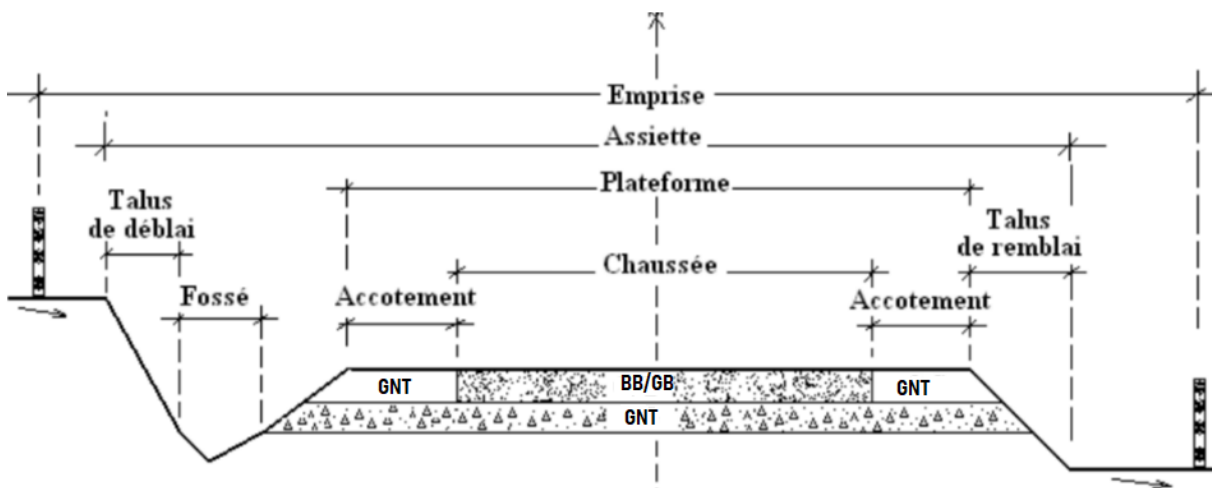 Emprise
Assiette
Plateforme
Talus
de déblai
Talus
de remblai
Chaussée
Fossé
Accotement
Accotement
GNT
BB/GB
GNT
GNT